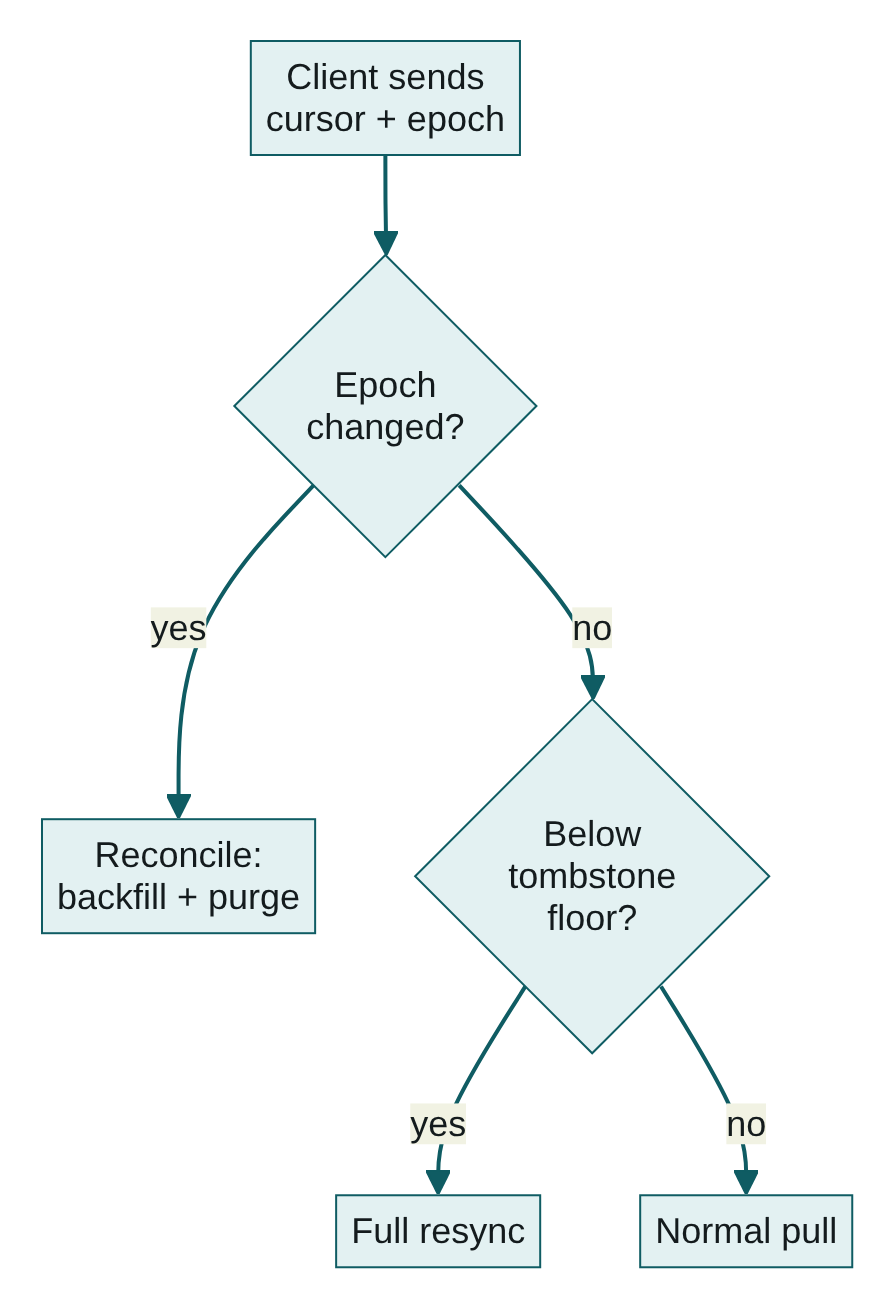 Client sends
cursor + epoch
Epoch
changed?
yes
no
Reconcile:
backfill + purge
Below
tombstone
floor?
yes
no
Full resync
Normal pull